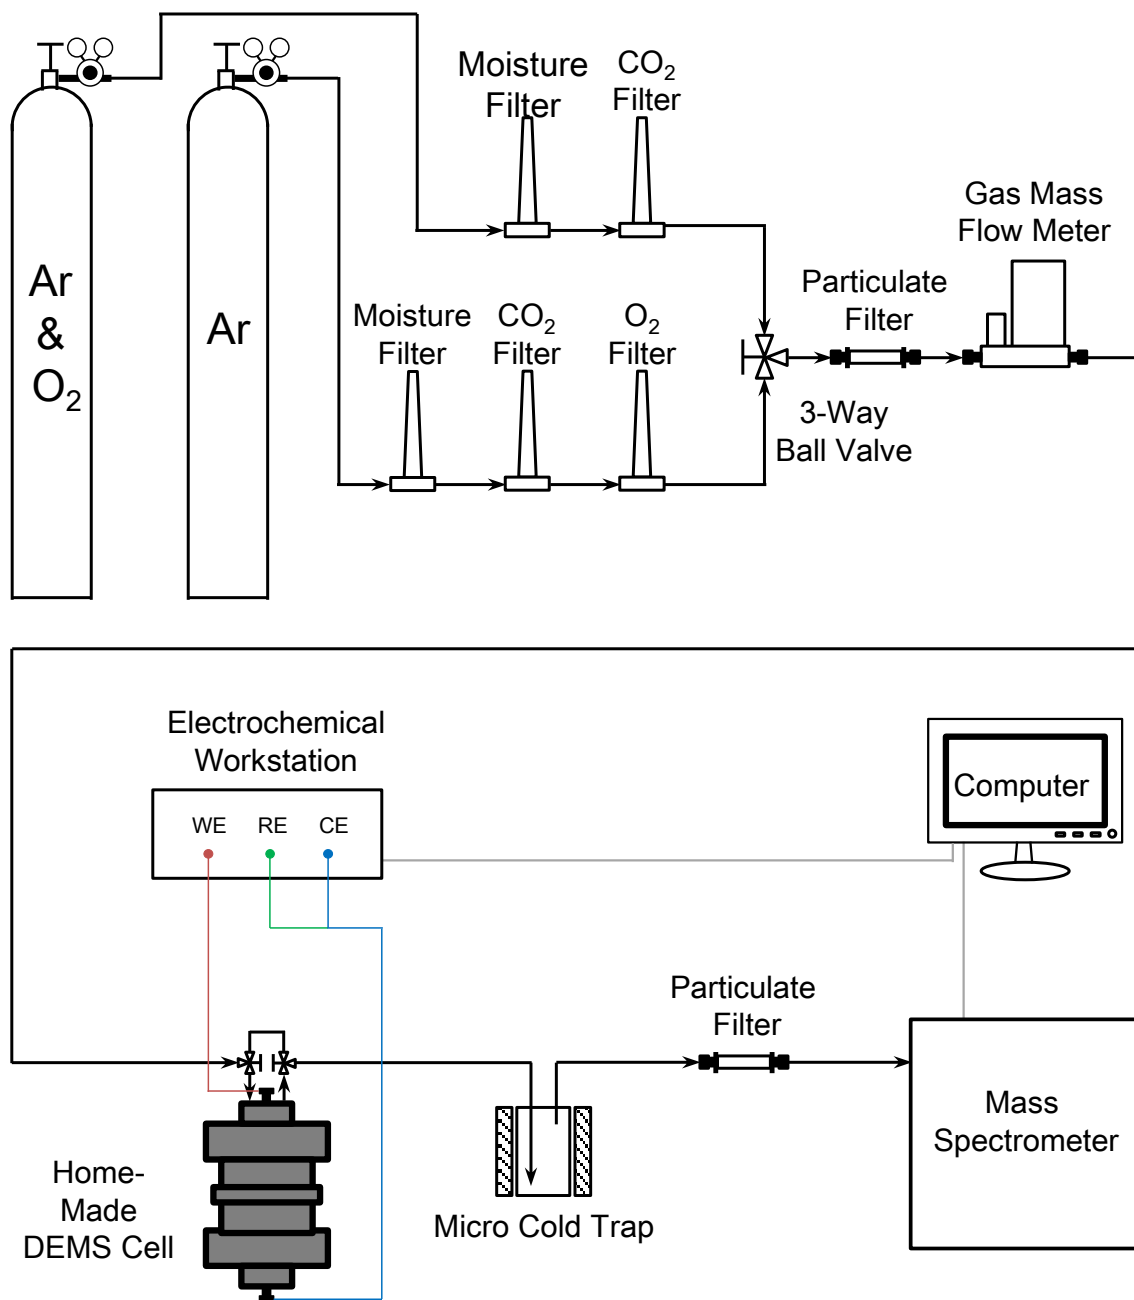 Moisture
Filter
CO₂
Filter
Gas Mass
Flow Meter
Ar
&
O₂
Ar
Moisture
Filter
CO₂
Filter
O₂
Filter
Particulate
Filter
3-Way
Ball Valve
Electrochemical
Workstation
WE RE CE
Computer
Particulate
Filter
Mass
Spectrometer
Home-
Made
DEMS Cell
Micro Cold Trap